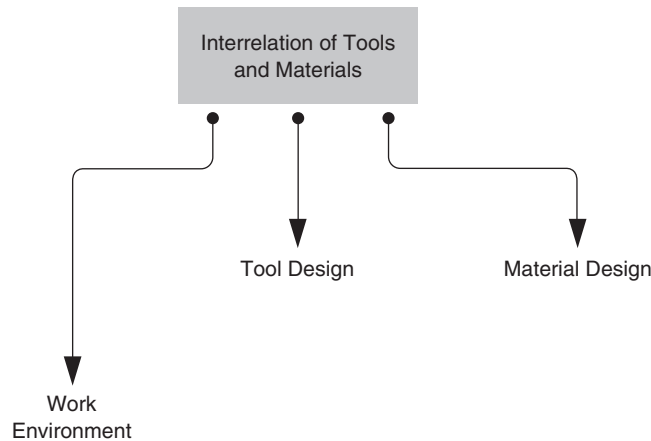 Interrelation of Tools
and Materials
Tool Design
Material Design
Work
Environment